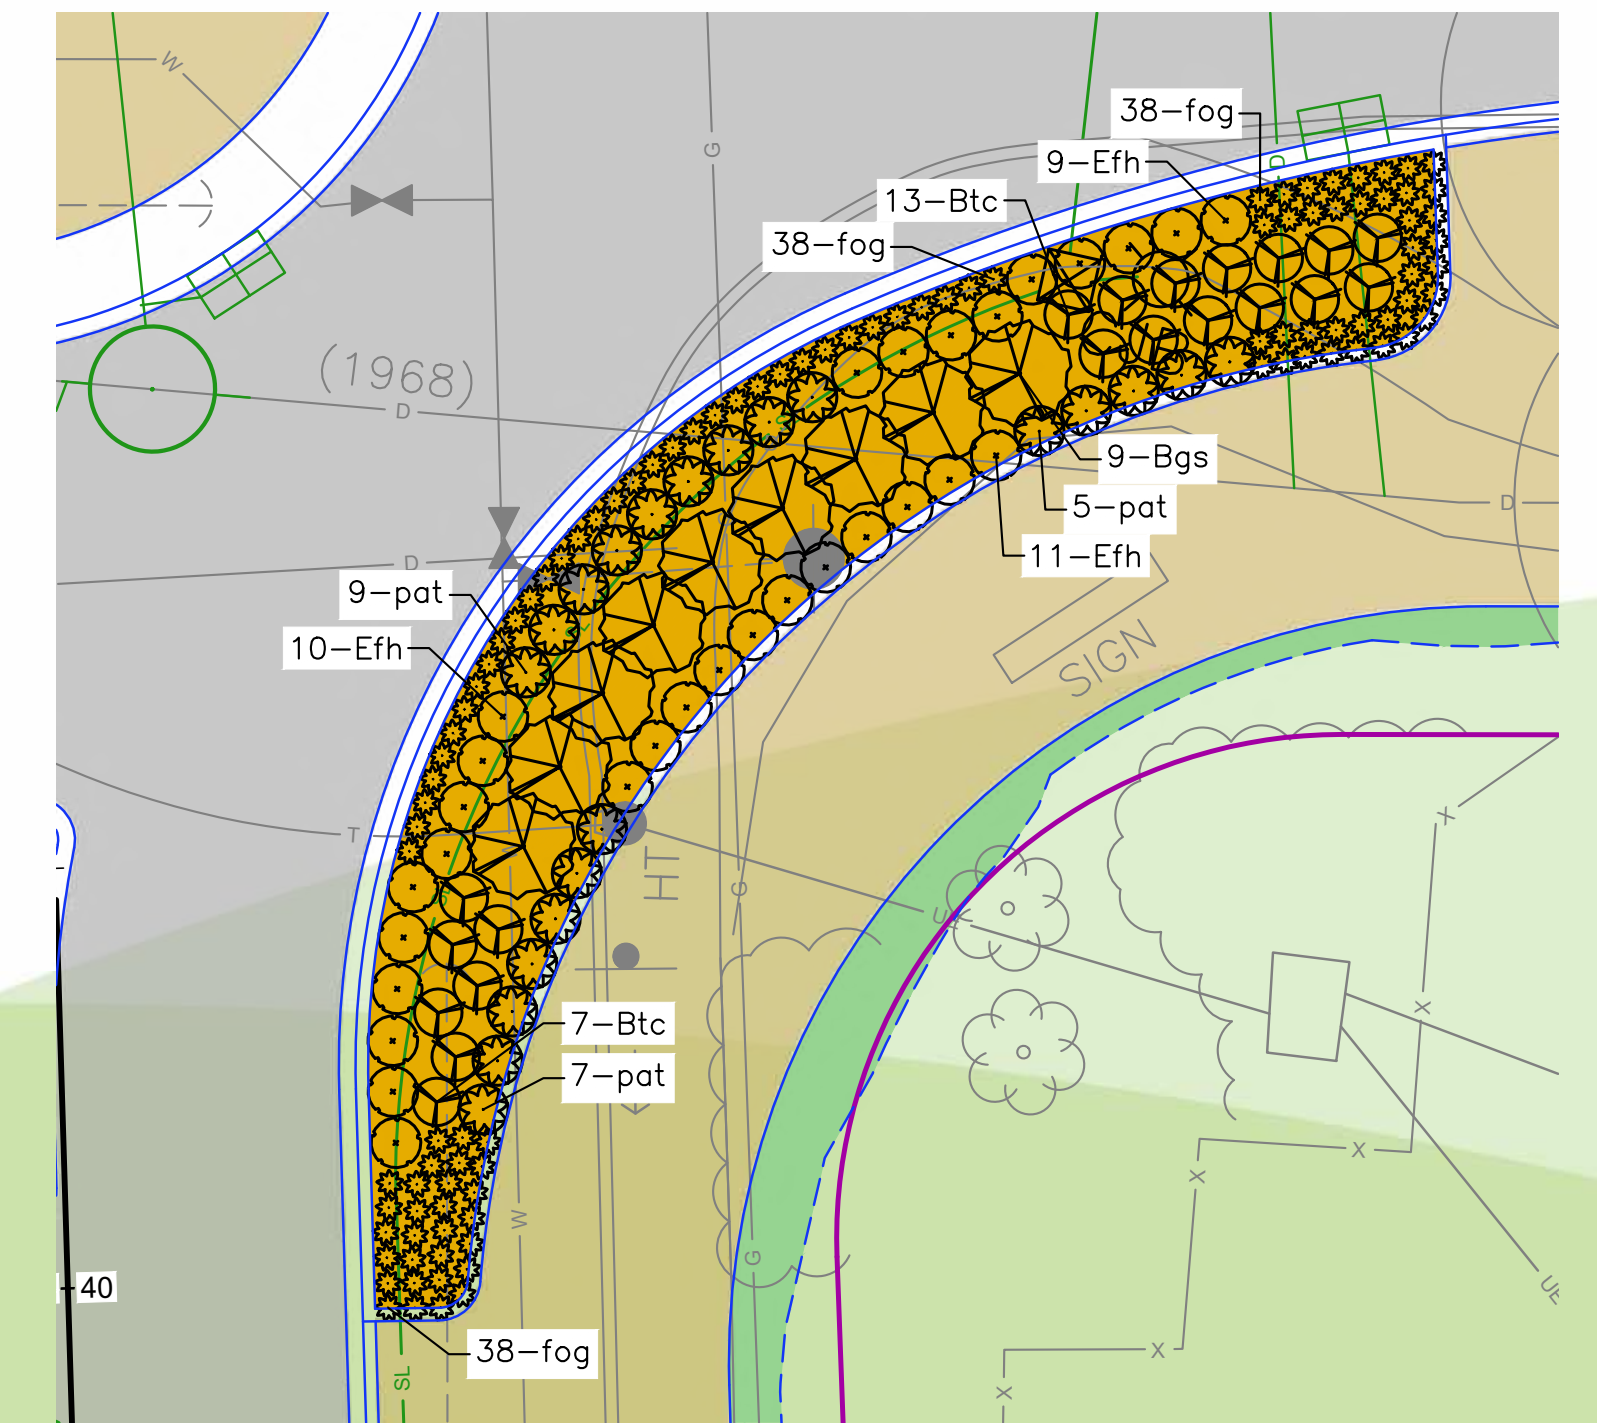 W
38-fog
G
9-Efh
D
13-Btc
38-fog
(1968)
D
9-Bgs
D
5-pat
11-Efh
D
9-pat
10-Efh
SIGN
X
T
HT
G
X
7-Btc
7-pat
X
X
W
G
40
UE
38-fog
X
SL
X